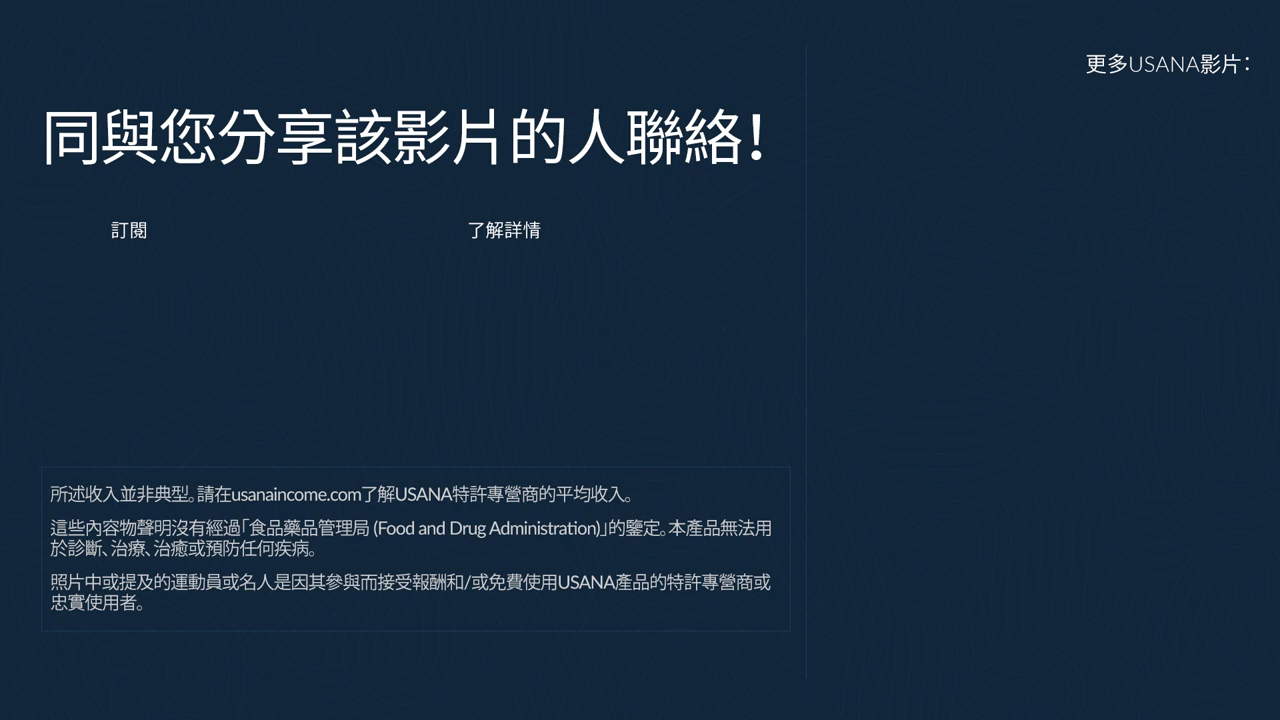 更多USANA影片：
同與您分享該影片的人聯絡！
訂閱
了解詳情
所述收入並非典型。請在usanaincome.com了解USANA特許專營商的平均收入。
這些內容物聲明沒有經過「食品藥品管理局 (Food and Drug Administration)」的鑒定。本產品無法用
於診斷、治療、治癒或預防任何疾病。
照片中或提及的運動員或名人是因其參與而接受報酬和/或免費使用USANA產品的特許專營商或
忠實使用者。